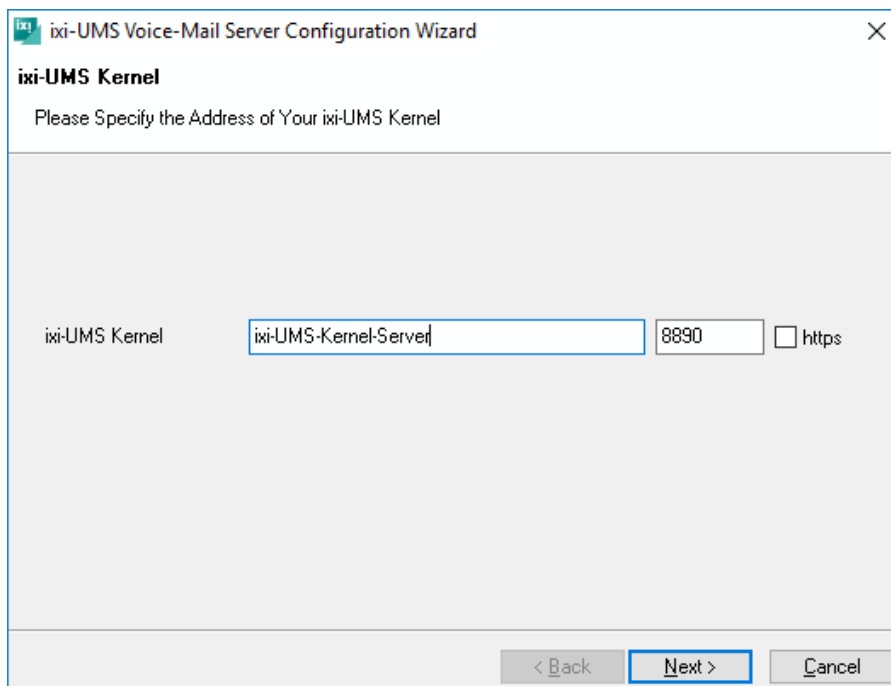 ixi-UMS Voice-Mail Server Configuration Wizard
ixi-UMS Kernel
Please Specify the Address of Your ixi-UMS Kernel
ixi-UMS Kernel ixi-UMS-Kernel-Server 8890 https
< Back Next > Cancel